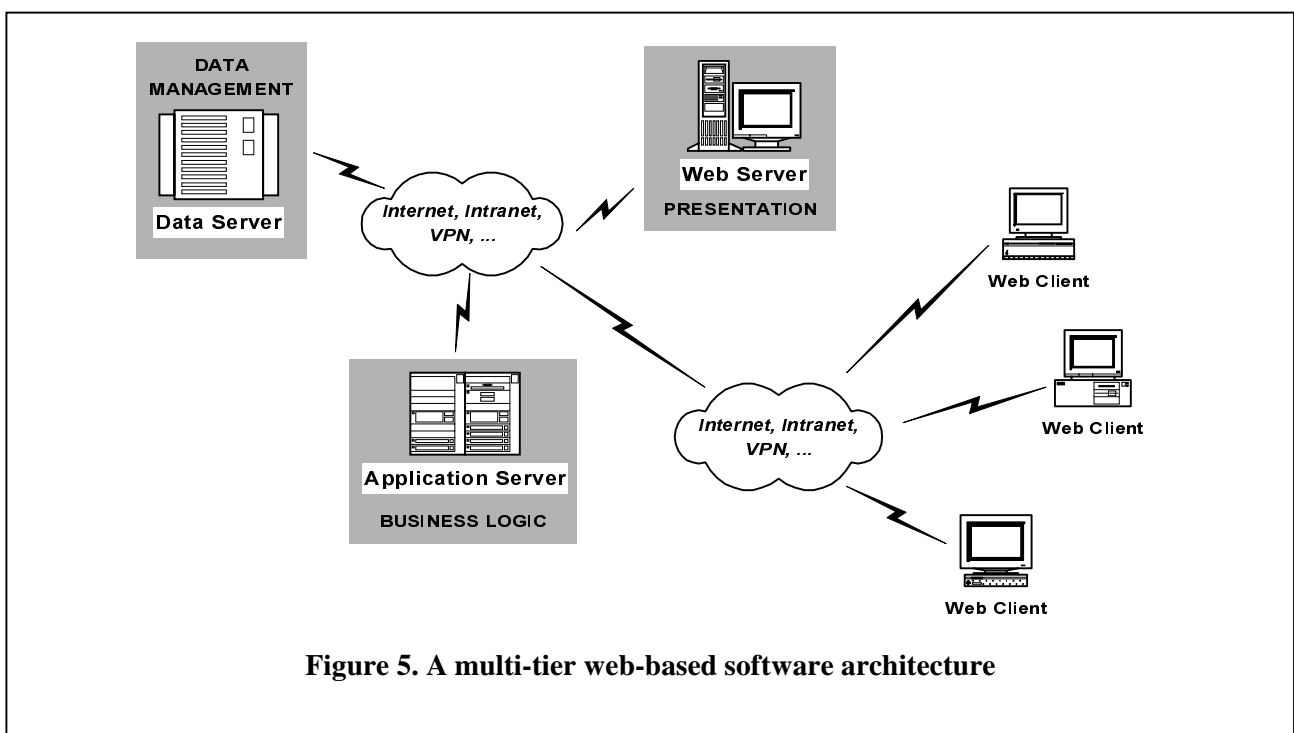 DATA
MANAGEMENT
Data Server
Internet, Intranet,
VPN, ...
Web Server
PRESENTATION
Web Client
Application Server
BUSINESS LOGIC
Internet, Intranet,
VPN, ...
Web Client
Web Client
Figure 5. A multi-tier web-based software architecture